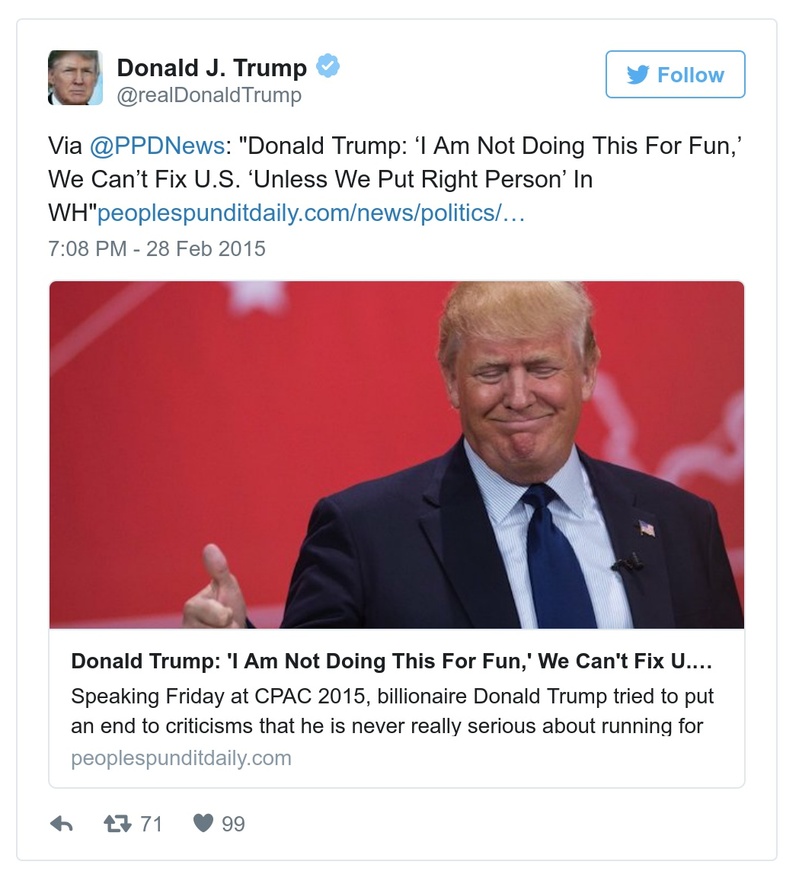 Donald J. Trump
@realDonaldTrump
Follow
Via @PPDNews: "Donald Trump: ‘I Am Not Doing This For Fun,’
We Can’t Fix U.S. ‘Unless We Put Right Person’ In
WH"peoplespunditdaily.com/news/politics/…
7:08 PM - 28 Feb 2015
Donald Trump: 'I Am Not Doing This For Fun,' We Can't Fix U.…
Speaking Friday at CPAC 2015, billionaire Donald Trump tried to put
an end to criticisms that he is never really serious about running for
peoplespunditdaily.com
71 99